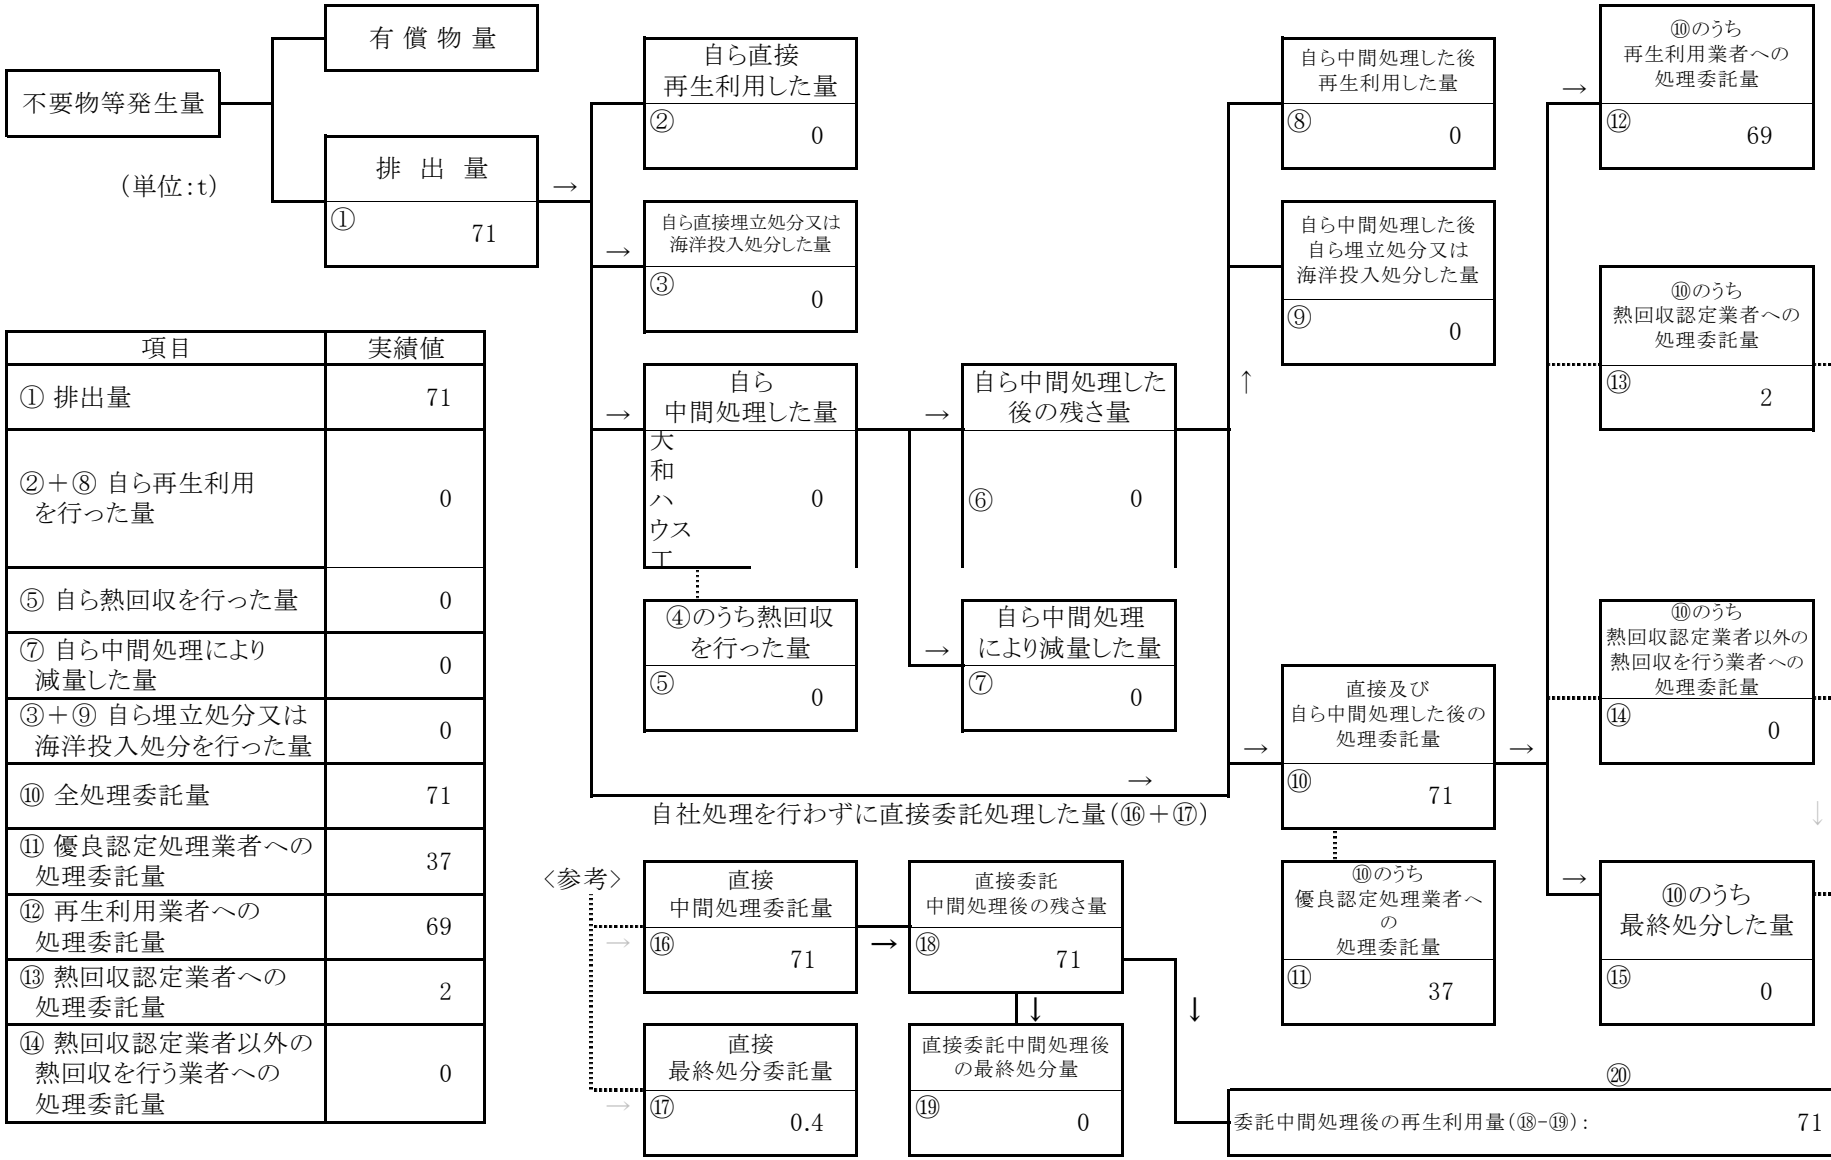 有 償 物 量
不要物等発生量
(単位:t)
排 出 量
→
①
71
自ら直接
再生利用した量
②
0
→
自ら直接埋立処分又は
海洋投入処分した量
③
0
→
自ら
中間処理した量
大
和
ハ
ウス
工
0
→
自ら中間処理した
後の残さ量
⑥
0
④のうち熱回収
を行った量
⑤
0
→
自ら中間処理
により減量した量
⑦
0
↑
自ら中間処理した後
再生利用した量
⑧
0
自ら中間処理した後
自ら埋立処分又は
海洋投入処分した量
⑨
0
→
自社処理を行わずに直接委託処理した量(⑯+⑰)
→
直接及び
自ら中間処理した後の
処理委託量
⑩
71
→
⑩のうち
優良認定処理業者へ
の
処理委託量
⑪
37
→
⑩のうち
再生利用業者への
処理委託量
⑫
69
⑩のうち
熱回収認定業者への
処理委託量
⑬
2
⑩のうち
熱回収認定業者以外の
熱回収を行う業者への
処理委託量
⑭
0
↓
→
⑩のうち
最終処分した量
⑮
0
項目 実績値
① 排出量 71
②+⑧ 自ら再生利用
を行った量 0
⑤ 自ら熱回収を行った量 0
⑦ 自ら中間処理により
減量した量 0
③+⑨ 自ら埋立処分又は
海洋投入処分を行った量 0
⑩ 全処理委託量 71
⑪ 優良認定処理業者への
処理委託量 37
⑫ 再生利用業者への
処理委託量 69
⑬ 熱回収認定業者への
処理委託量 2
⑭ 熱回収認定業者以外の
熱回収を行う業者への
処理委託量 0
<参考>
→
直接
中間処理委託量
⑯
71
→
直接委託
中間処理後の残さ量
⑱
71
↓
↓
→
直接
最終処分委託量
⑰
0.4
直接委託中間処理後
の最終処分量
⑲
0
⑳
委託中間処理後の再生利用量(⑱-⑲): 71